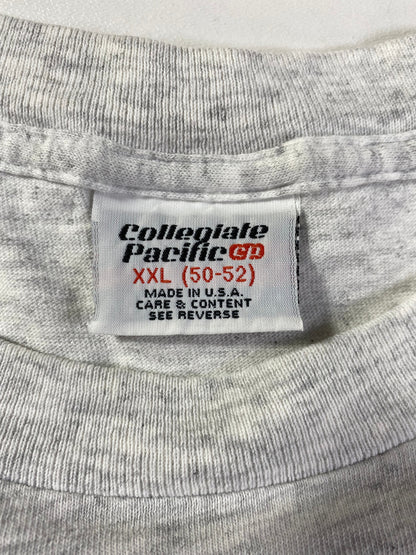 Collegiate
Pacific CP
XXL (50-52)
MADE IN U.S.A.
CARE & CONTENT
SEE REVERSE